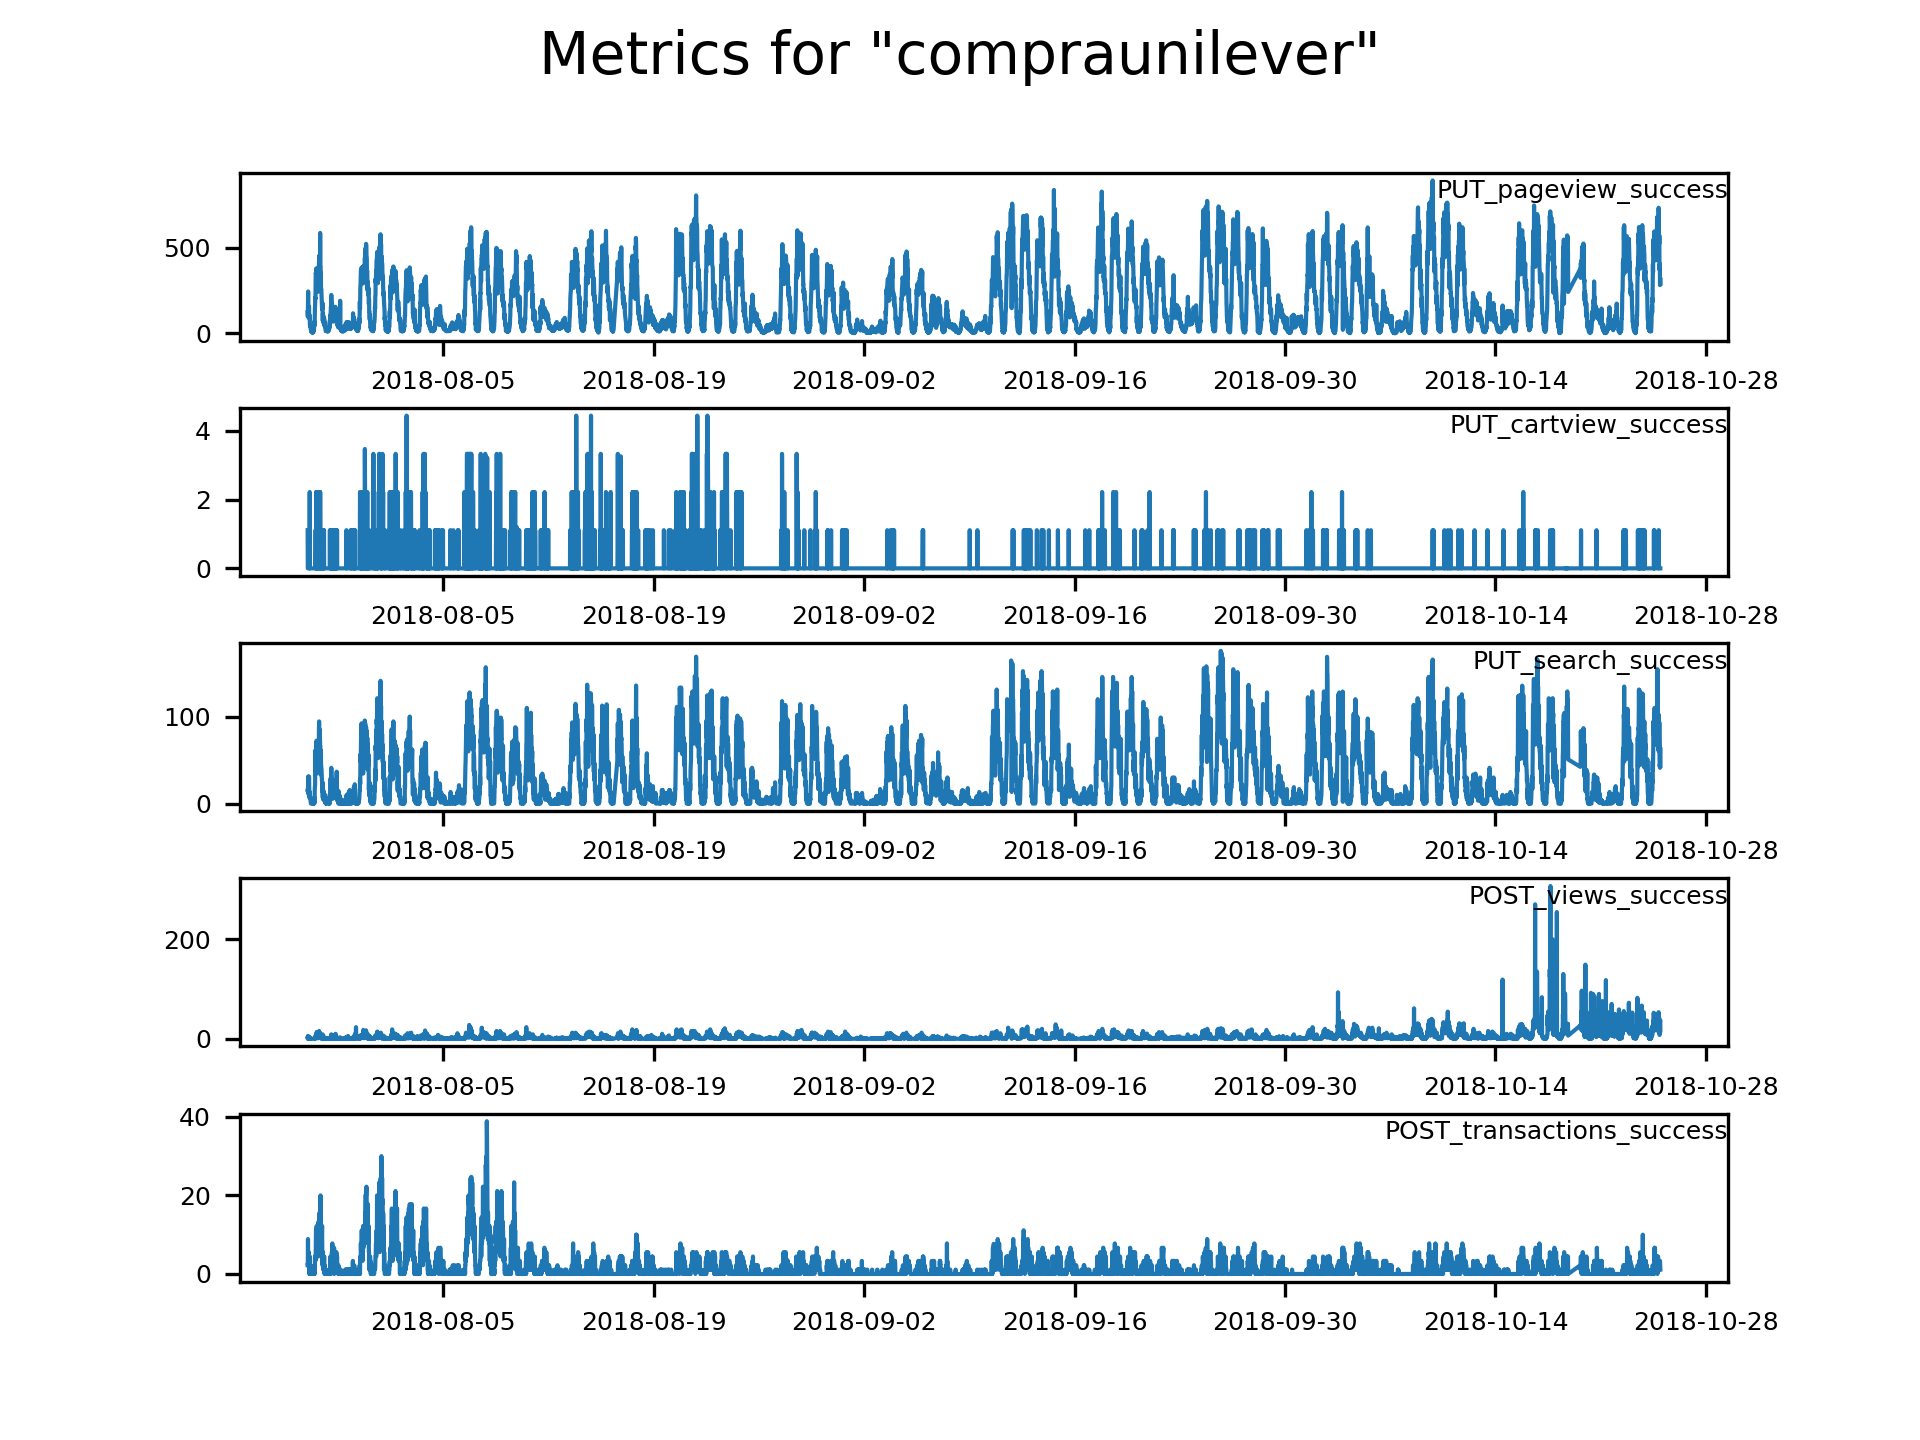 Metrics for "compraunilever"
PUT_pageview_success
500
0
2018-08-05 2018-08-19 2018-09-02 2018-09-16 2018-09-30 2018-10-14 2018-10-28
PUT_cartview_success
4
2
0
2018-08-05 2018-08-19 2018-09-02 2018-09-16 2018-09-30 2018-10-14 2018-10-28
PUT_search_success
100
0
2018-08-05 2018-08-19 2018-09-02 2018-09-16 2018-09-30 2018-10-14 2018-10-28
POST_views_success
200
0
2018-08-05 2018-08-19 2018-09-02 2018-09-16 2018-09-30 2018-10-14 2018-10-28
40
POST_transactions_success
20
0
2018-08-05 2018-08-19 2018-09-02 2018-09-16 2018-09-30 2018-10-14 2018-10-28